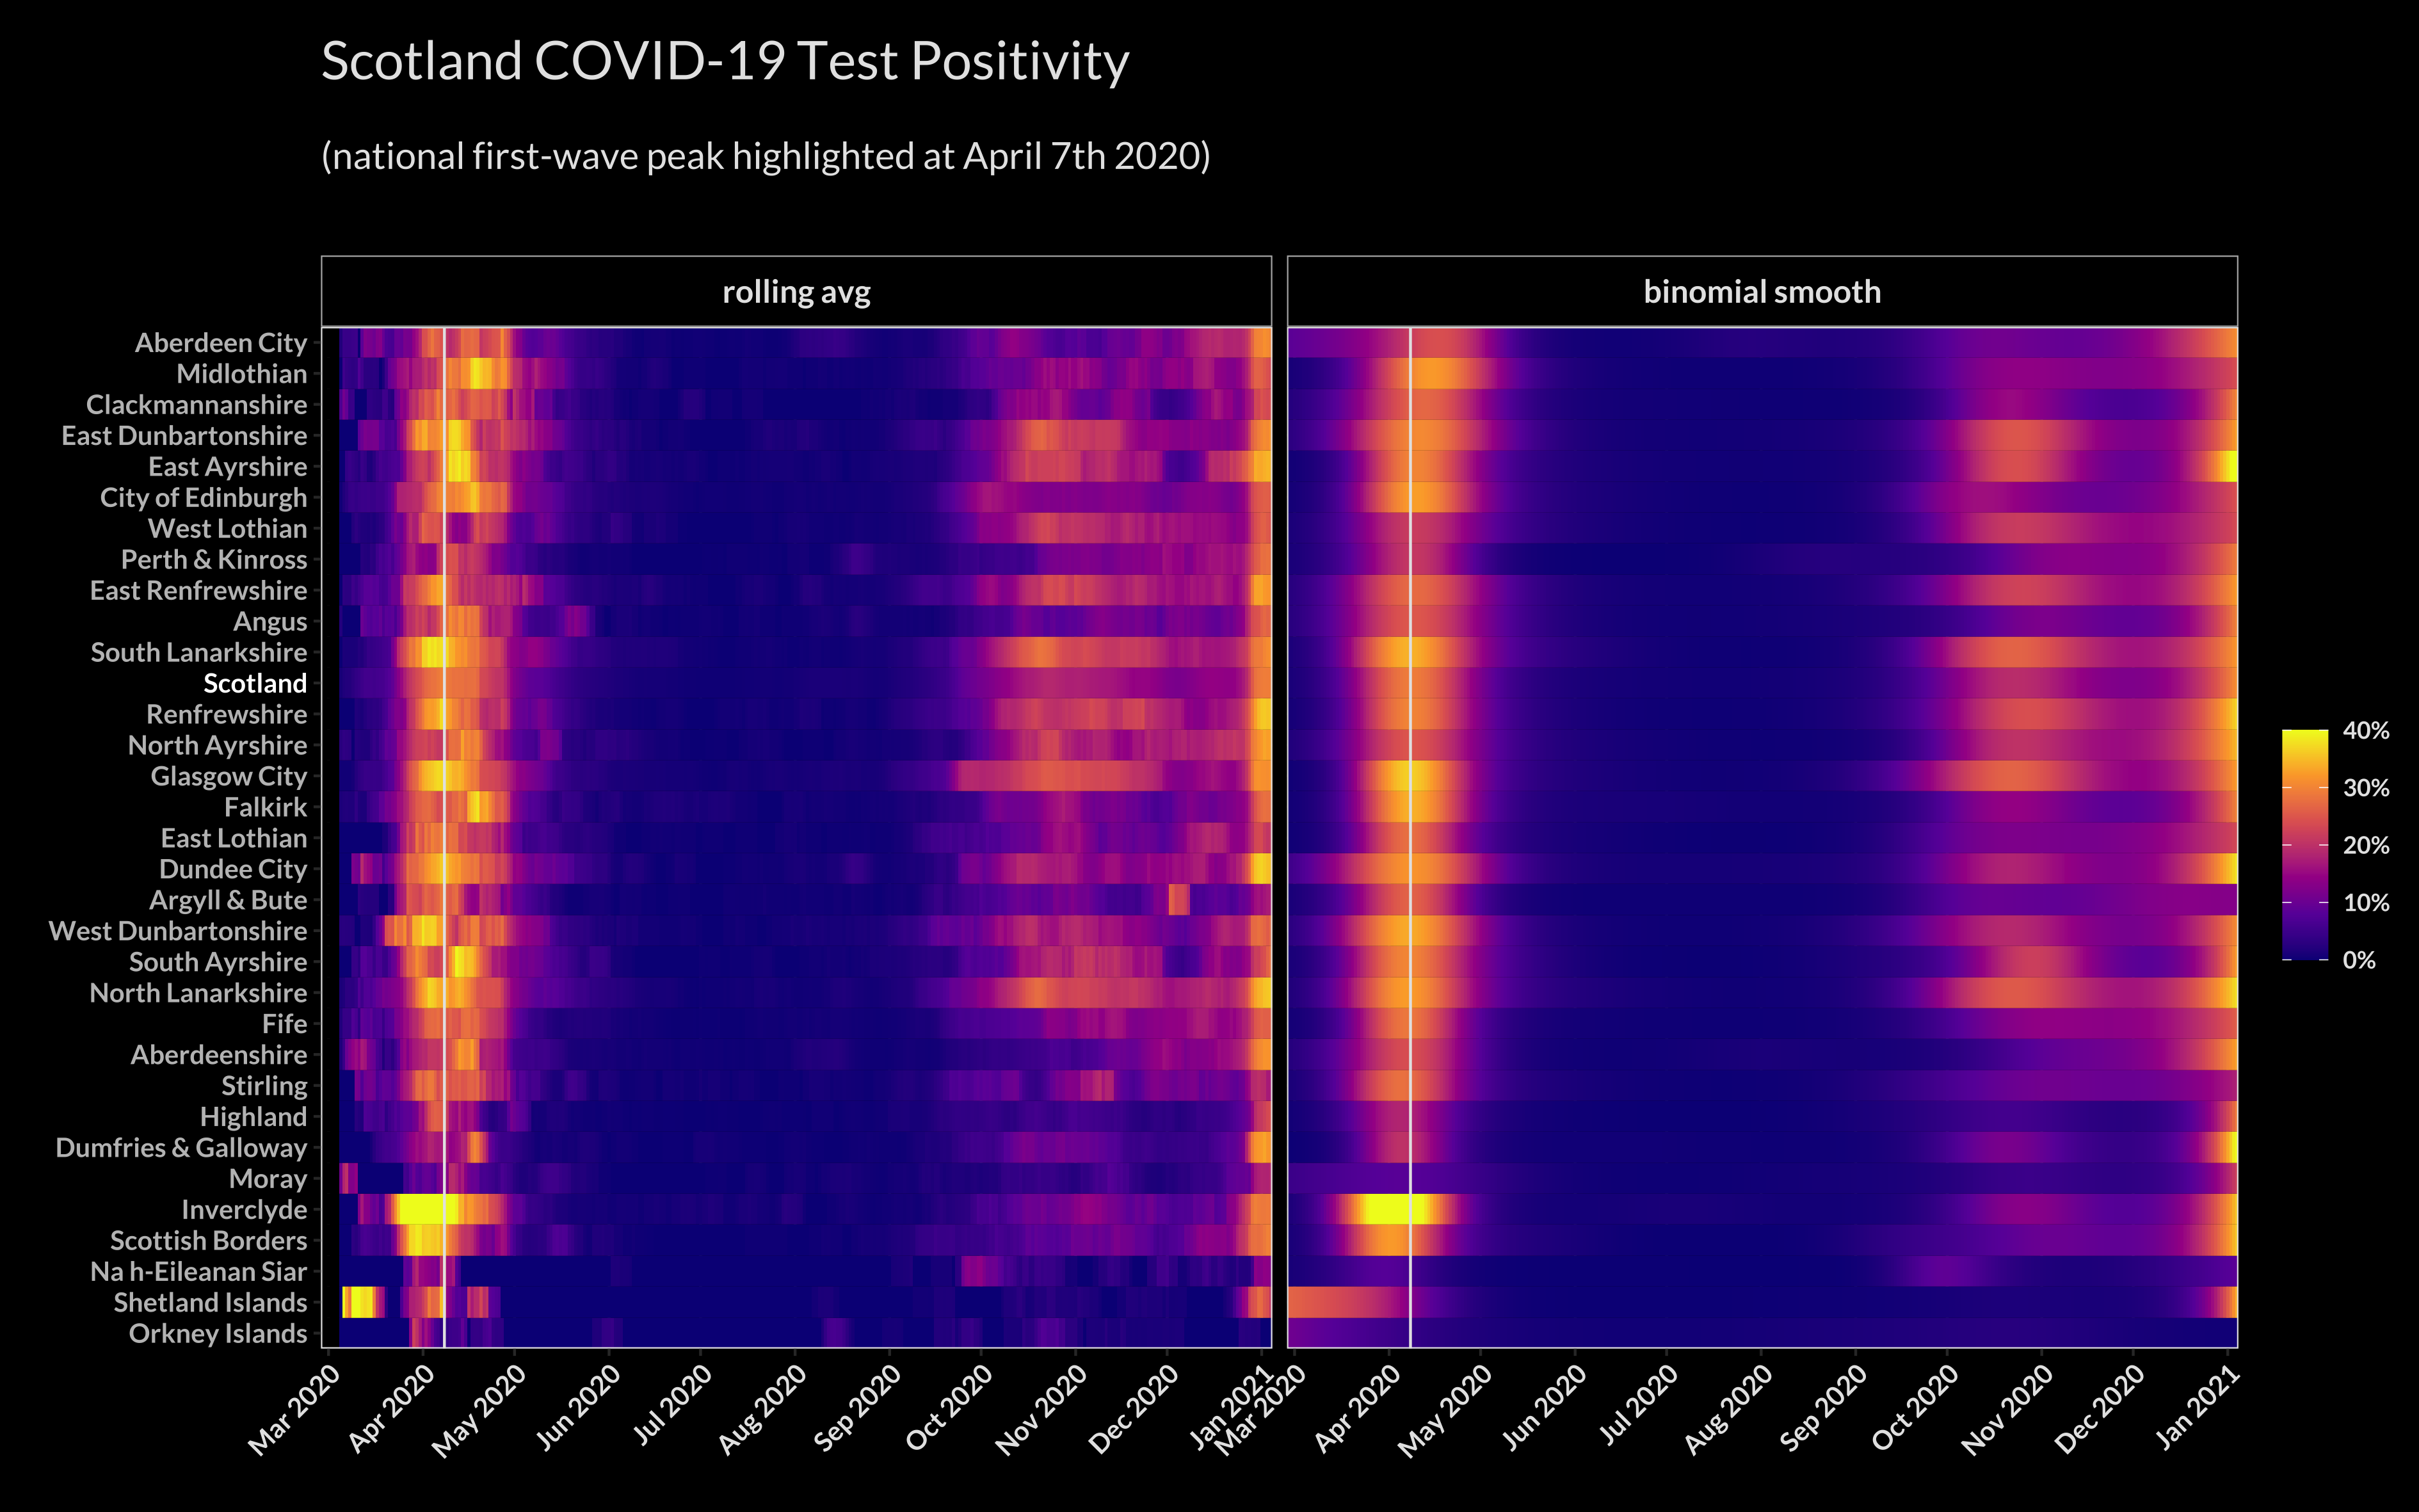 Scotland COVID-19 Test Positivity
(national first-wave peak highlighted at April 7th 2020)
rolling avg
binomial smooth
Aberdeen City
Midlothian
Clackmannanshire
East Dunbartonshire
East Ayrshire
City of Edinburgh
West Lothian
Perth & Kinross
East Renfrewshire
Angus
South Lanarkshire
Scotland
Renfrewshire
North Ayrshire
Glasgow City
Falkirk
East Lothian
Dundee City
Argyll & Bute
West Dunbartonshire
South Ayrshire
North Lanarkshire
Fife
Aberdeenshire
Stirling
Highland
Dumfries & Galloway
Moray
Inverclyde
Scottish Borders
Na h-Eileanan Siar
Shetland Islands
Orkney Islands
Mar 2020
Apr 2020
May 2020
Jun 2020
Jul 2020
Aug 2020
Sep 2020
Oct 2020
Nov 2020
Dec 2020
Jan 2021
Mar 2020
Apr 2020
May 2020
Jun 2020
Jul 2020
Aug 2020
Sep 2020
Oct 2020
Nov 2020
Dec 2020
Jan 2021
40%
30%
20%
10%
0%